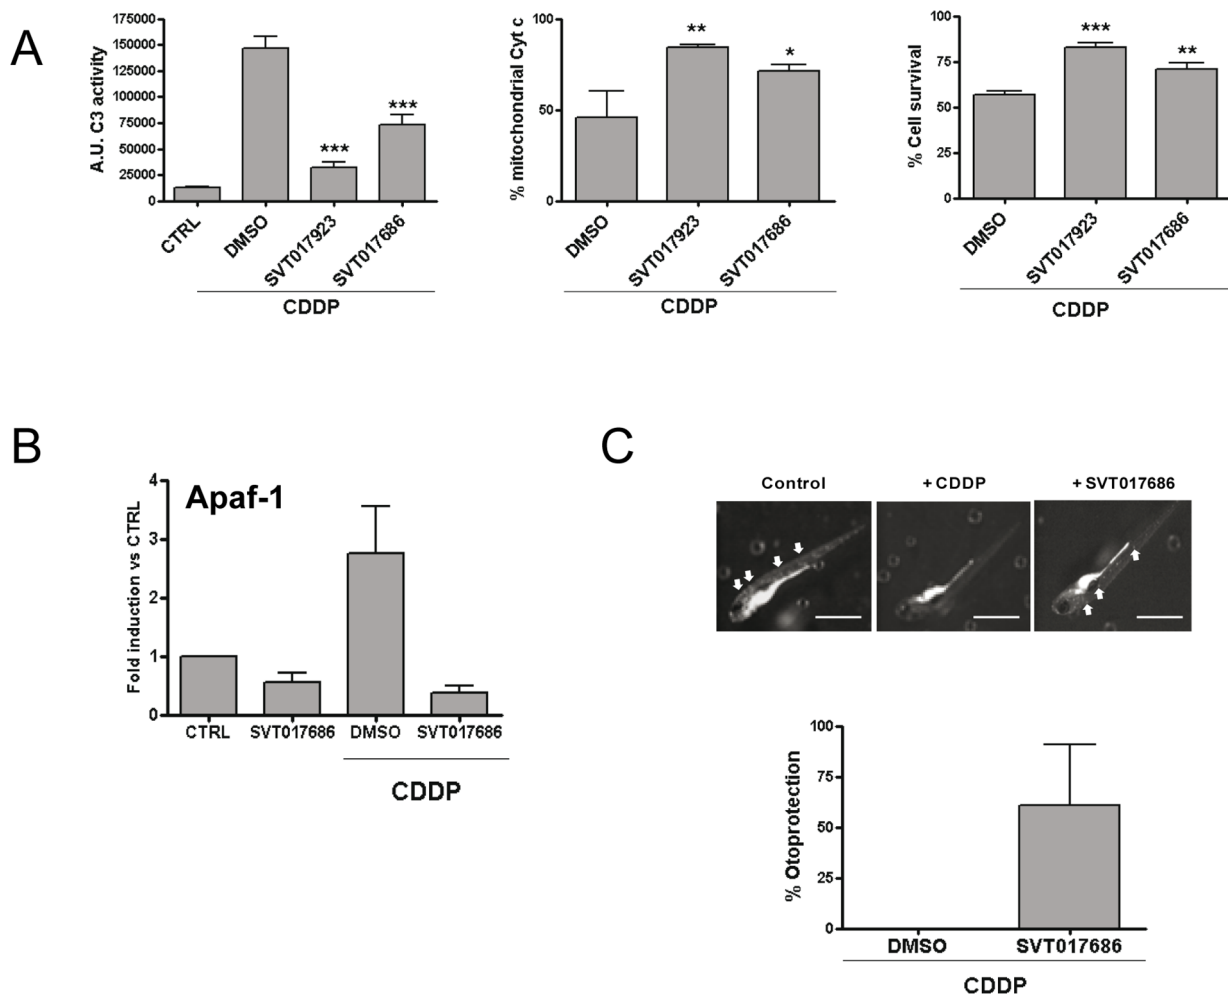 A
A.U. C3 activity
175000
150000
125000
100000
75000
50000
25000
0
***
***
CTRL
DMSO
SVT017923
SVT017686
CDDP
% mitochondrial Cyt c
100
50
0
**
*
DMSO
SVT017923
SVT017686
CDDP
% Cell survival
100
75
50
25
0
***
**
DMSO
SVT017923
SVT017686
CDDP
B
Apaf-1
Fold induction vs CTRL
4
3
2
1
0
CTRL SVT017686 DMSO SVT017686
CDDP
C
Control + CDDP + SVT017686
% Otoprotection
100
75
50
25
0
DMSO SVT017686
CDDP